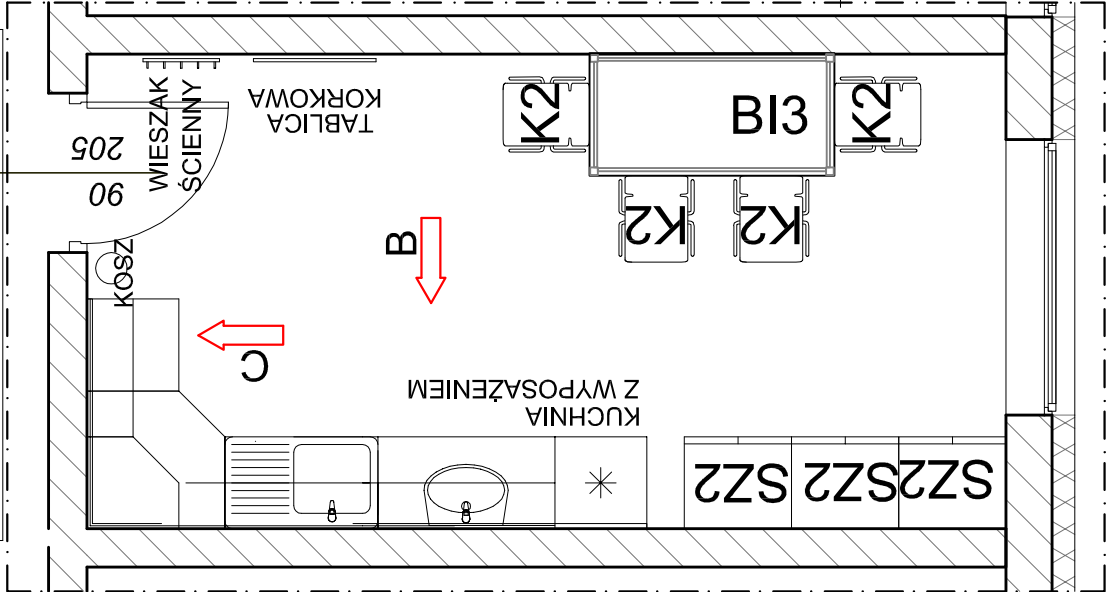 WIESZAK
ŚCIENNY
TABLICA
KORKOWA
K2
BI3
K2
90
205
K2
K2
KOSZ
B
C
KUCHNIA
Z WYPOSAŻENIEM
SZ2
SZ2
SZ2